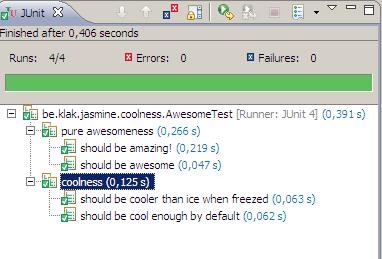 JUnit
Finished after 0,406 seconds
Runs: 4/4 Errors: 0 Failures: 0
be.klak.jasmine.coolness.AwesomeTest [Runner: JUnit 4] (0,391 s)
pure awesomeness (0,266 s)
should be amazing! (0,219 s)
should be awesome (0,047 s)
coolness (0,125 s)
should be cooler than ice when freezed (0,063 s)
should be cool enough by default (0,062 s)